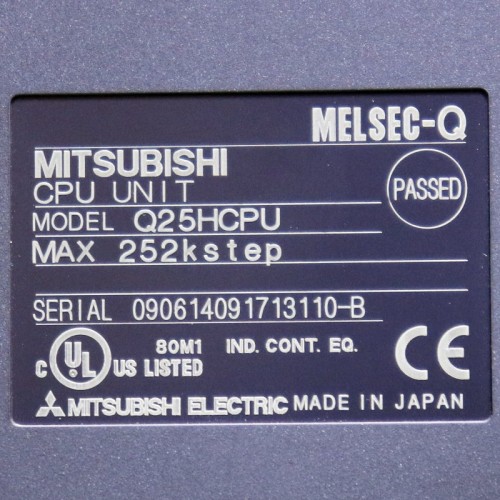 MELSEC-Q
MITSUBISHI
CPU UNIT
PASSED
MODEL Q25HCPU
MAX 252kstep
SERIAL 090614091713110-B
C UL US LISTED 80M1 IND. CONT. EQ. CE
MITSUBISHI ELECTRIC MADE IN JAPAN